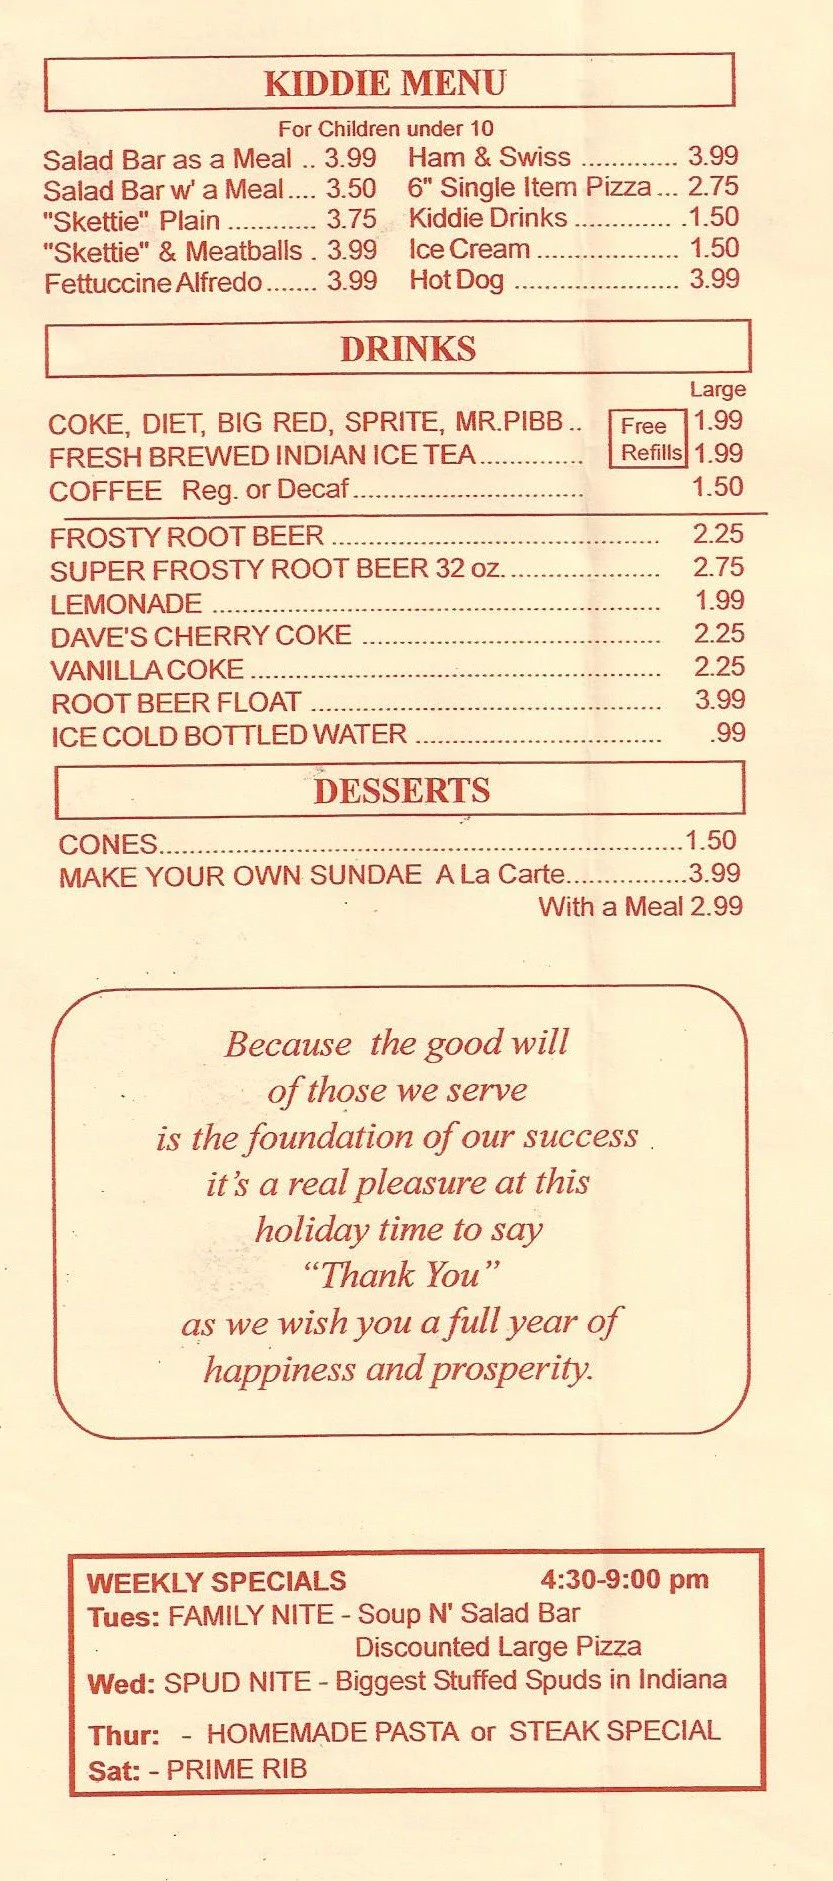 KIDDIE MENU
For Children under 10
Salad Bar as a Meal .. 3.99
Salad Bar w' a Meal .... 3.50
"Skettie" Plain ............ 3.75
"Skettie" & Meatballs . 3.99
Fettuccine Alfredo ....... 3.99
Ham & Swiss ............. 3.99
6" Single Item Pizza ... 2.75
Kiddie Drinks ............. .1.50
Ice Cream ................... 1.50
Hot Dog ...................... 3.99
DRINKS
Large
COKE, DIET, BIG RED, SPRITE, MR.PIBB .. Free 1.99
FRESH BREWED INDIAN ICE TEA ............. Refills 1.99
COFFEE Reg. or Decaf ............................. 1.50
FROSTY ROOT BEER .......................................... 2.25
SUPER FROSTY ROOT BEER 32 oz. .................... 2.75
LEMONADE .......................................................... 1.99
DAVE'S CHERRY COKE ...................................... 2.25
VANILLA COKE ..................................................... 2.25
ROOT BEER FLOAT ............................................. 3.99
ICE COLD BOTTLED WATER ................................ .99
DESSERTS
CONES....................................................................1.50
MAKE YOUR OWN SUNDAE A La Carte................3.99
With a Meal 2.99
Because the good will
of those we serve
is the foundation of our success .
it's a real pleasure at this
holiday time to say
“Thank You”
as we wish you a full year of
happiness and prosperity.
WEEKLY SPECIALS 4:30-9:00 pm
Tues: FAMILY NITE - Soup N' Salad Bar
Discounted Large Pizza
Wed: SPUD NITE - Biggest Stuffed Spuds in Indiana
Thur: - HOMEMADE PASTA or STEAK SPECIAL
Sat: - PRIME RIB